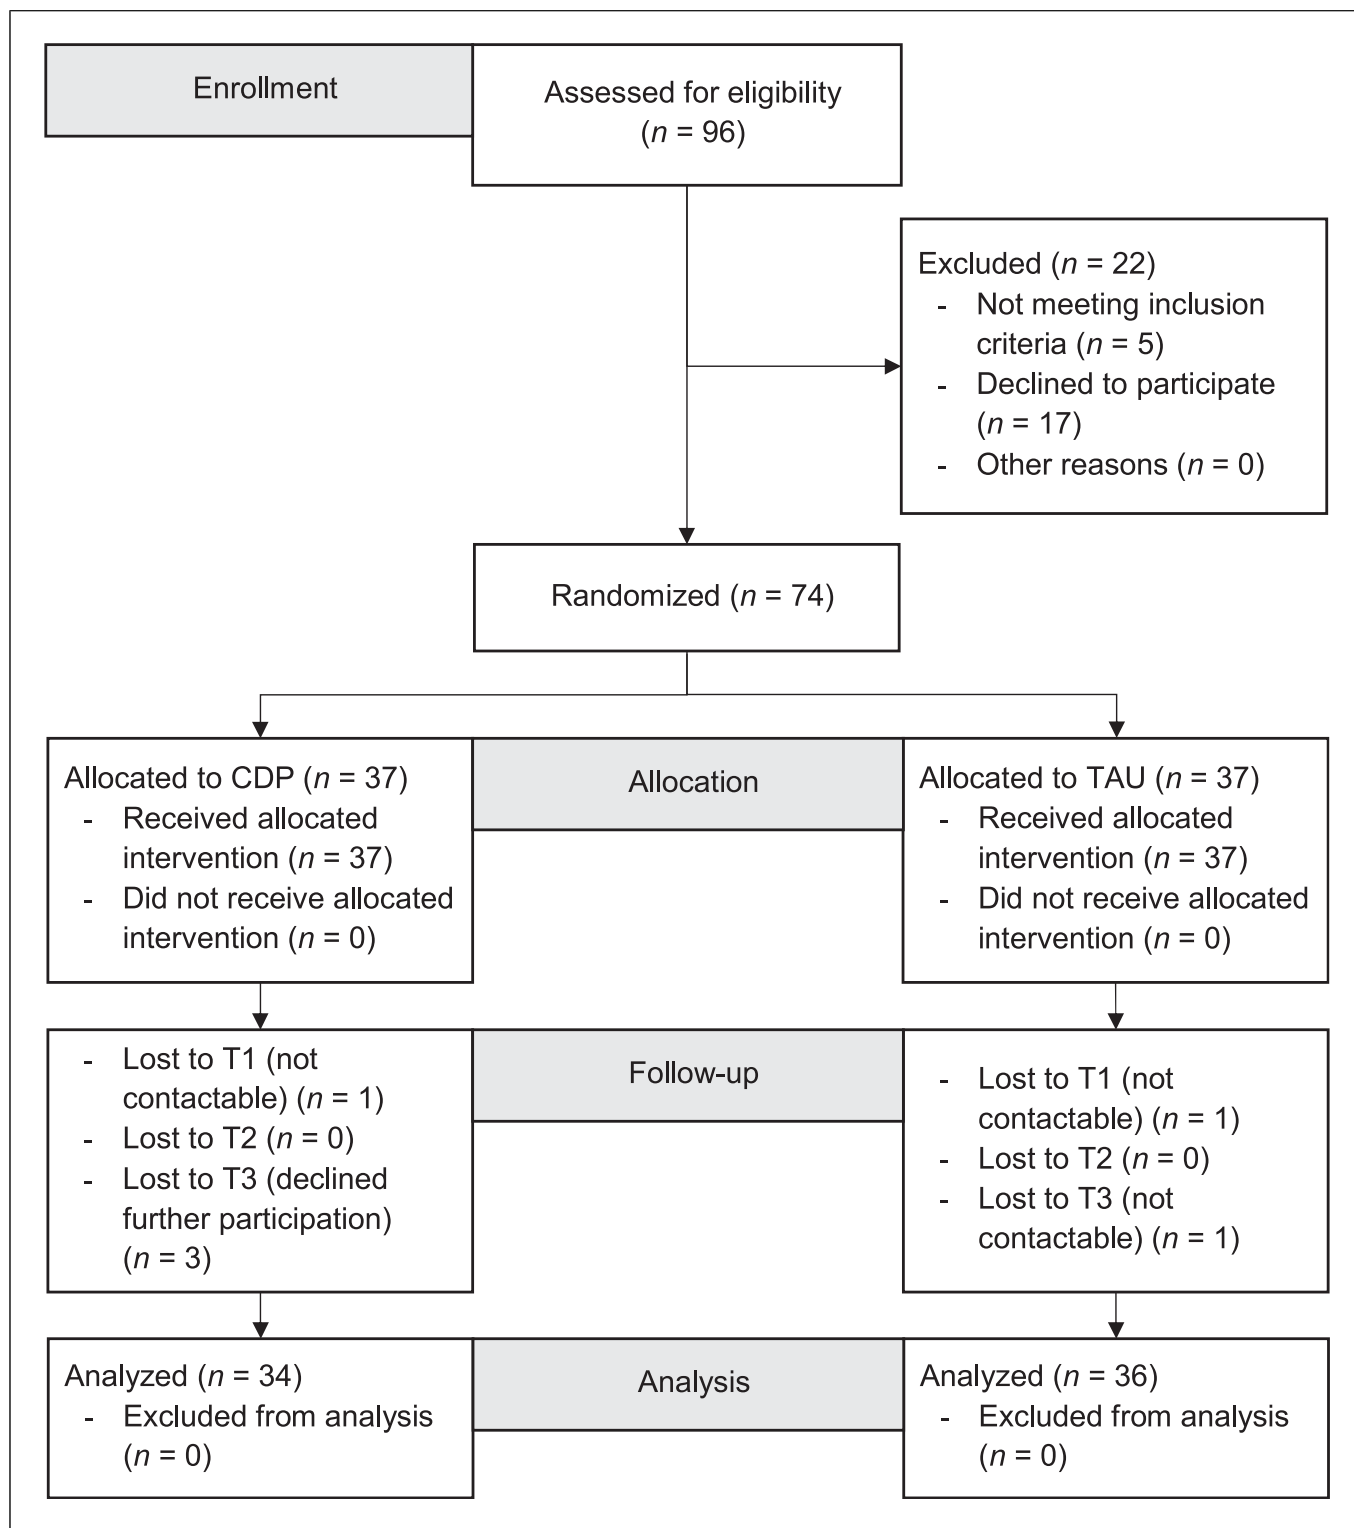 Enrollment
Assessed for eligibility
(n = 96)
Excluded (n = 22)
- Not meeting inclusion
criteria (n = 5)
- Declined to participate
(n = 17)
- Other reasons (n = 0)
Randomized (n = 74)
Allocated to CDP (n = 37)
- Received allocated
intervention (n = 37)
- Did not receive allocated
intervention (n = 0)
Allocation
Allocated to TAU (n = 37)
- Received allocated
intervention (n = 37)
- Did not receive allocated
intervention (n = 0)
- Lost to T1 (not
contactable) (n = 1)
- Lost to T2 (n = 0)
- Lost to T3 (declined
further participation)
(n = 3)
Follow-up
- Lost to T1 (not
contactable) (n = 1)
- Lost to T2 (n = 0)
- Lost to T3 (not
contactable) (n = 1)
Analyzed (n = 34)
- Excluded from analysis
(n = 0)
Analysis
Analyzed (n = 36)
- Excluded from analysis
(n = 0)